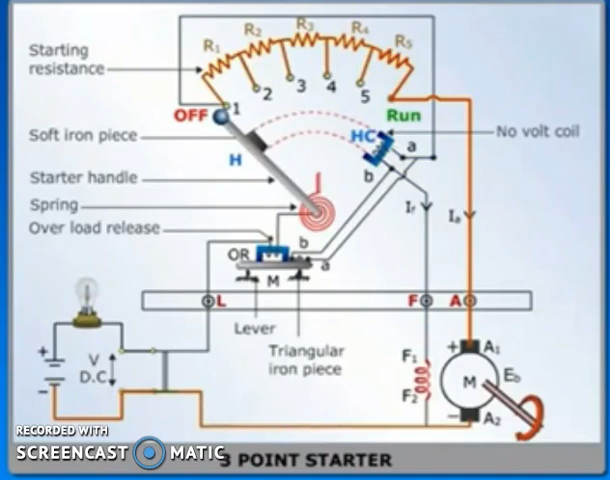 R1 R2 R3 R4 R5
Starting
resistance
1 2 3 4 5
OFF
Run
Soft iron piece
HC
a
No volt coil
H
b
Starter handle
Spring
If
Ia
Over load release
OR
b
a
M
L
F
A
Lever
Triangular
iron piece
+
V
D.C
−
F1
F2
+
A1
M
Eb
−
A2
RECORDED WITH
SCREENCAST MATIC
3 POINT STARTER